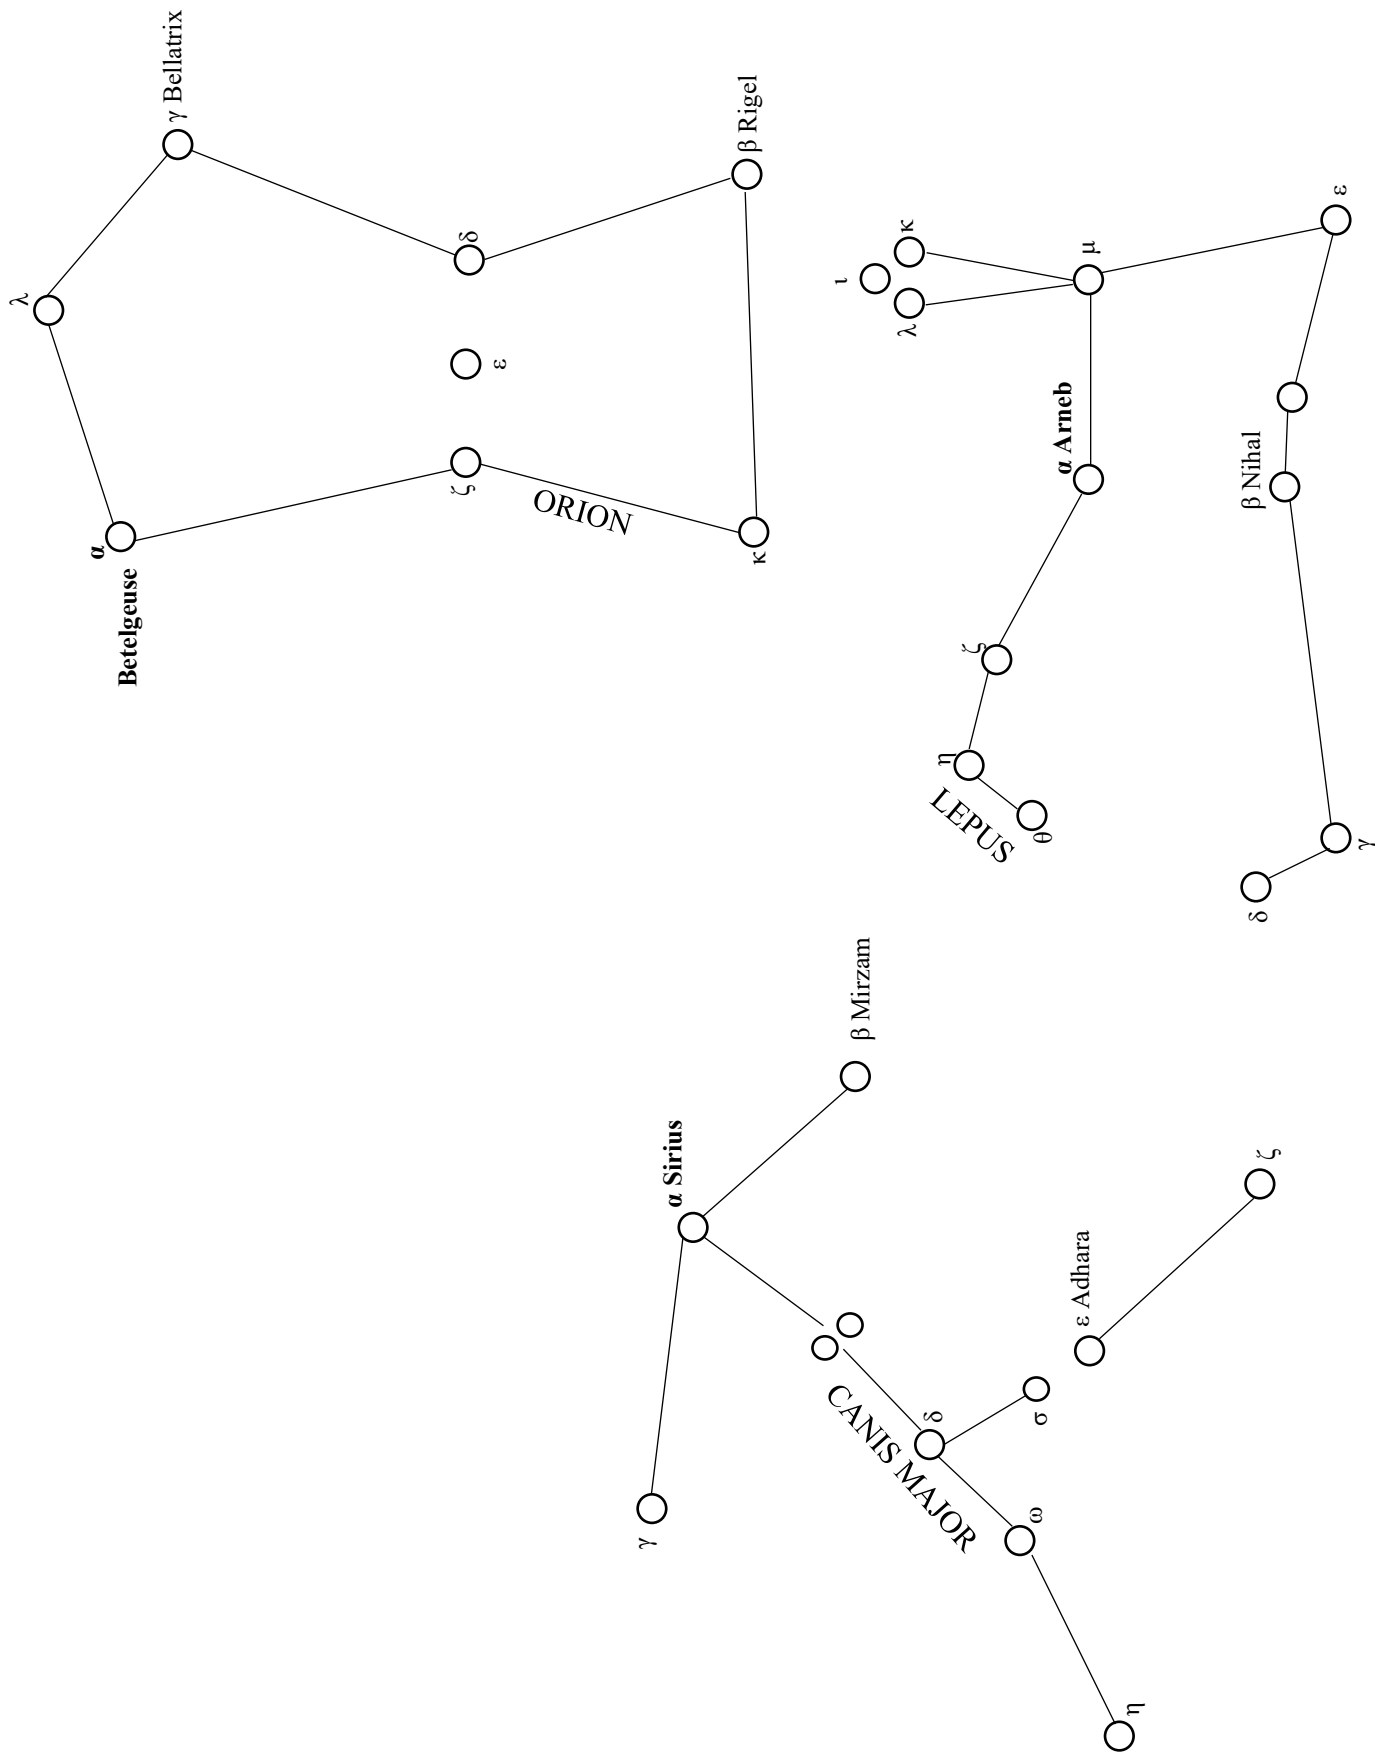 λ
γ Bellatrix
α
Betelgeuse
δ
ε
ζ
ORION
β Rigel
κ
ι
κ
λ
μ
α Arneb
ζ
η
LEPUS
θ
ε
β Nihal
γ
δ
β Mirzam
α Sirius
γ
CANIS MAJOR
δ
σ
ε Adhara
ζ
ω
η